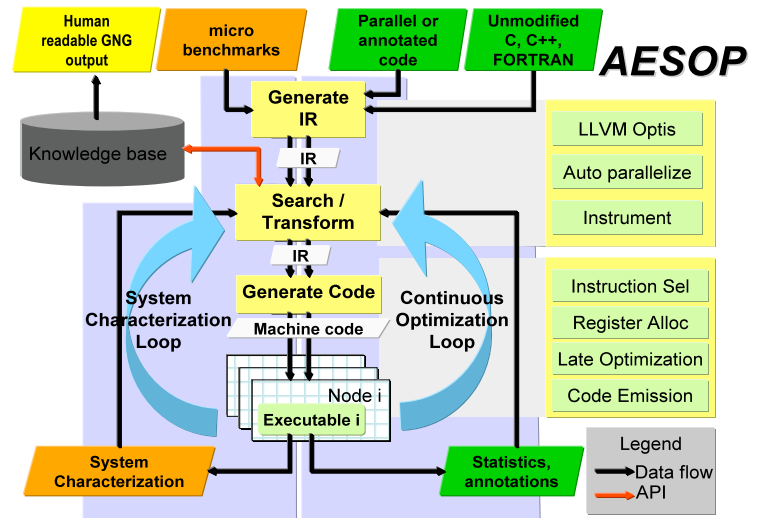 Human
readable GNG
output
micro
benchmarks
Parallel or
annotated
code
Unmodified
C, C++,
FORTRAN
AESOP
Generate
IR
LLVM Optis
Knowledge base
IR
Auto parallelize
Search /
Transform
Instrument
IR
Generate Code
Instruction Sel
System
Characterization
Loop
Continuous
Optimization
Loop
Machine code
Register Alloc
Late Optimization
Node i
Executable i
Code Emission
System
Characterization
Statistics,
annotations
Legend
Data flow
API